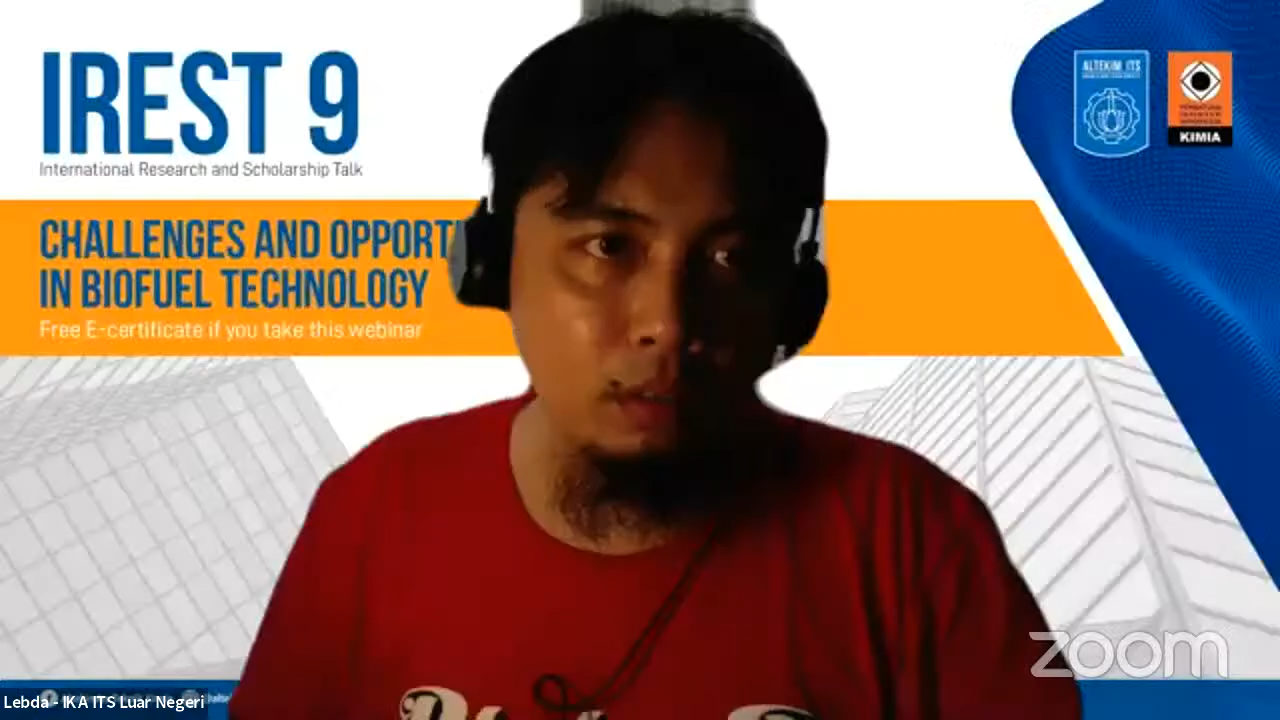 IREST 9
International Research and Scholarship Talk
CHALLENGES AND OPPORT
IN BIOFUEL TECHNOLOGY
Free E-certificate if you take this webinar
ALTEKIM ITS
KIMIA
zoom
Lebda - IKA ITS Luar Negeri